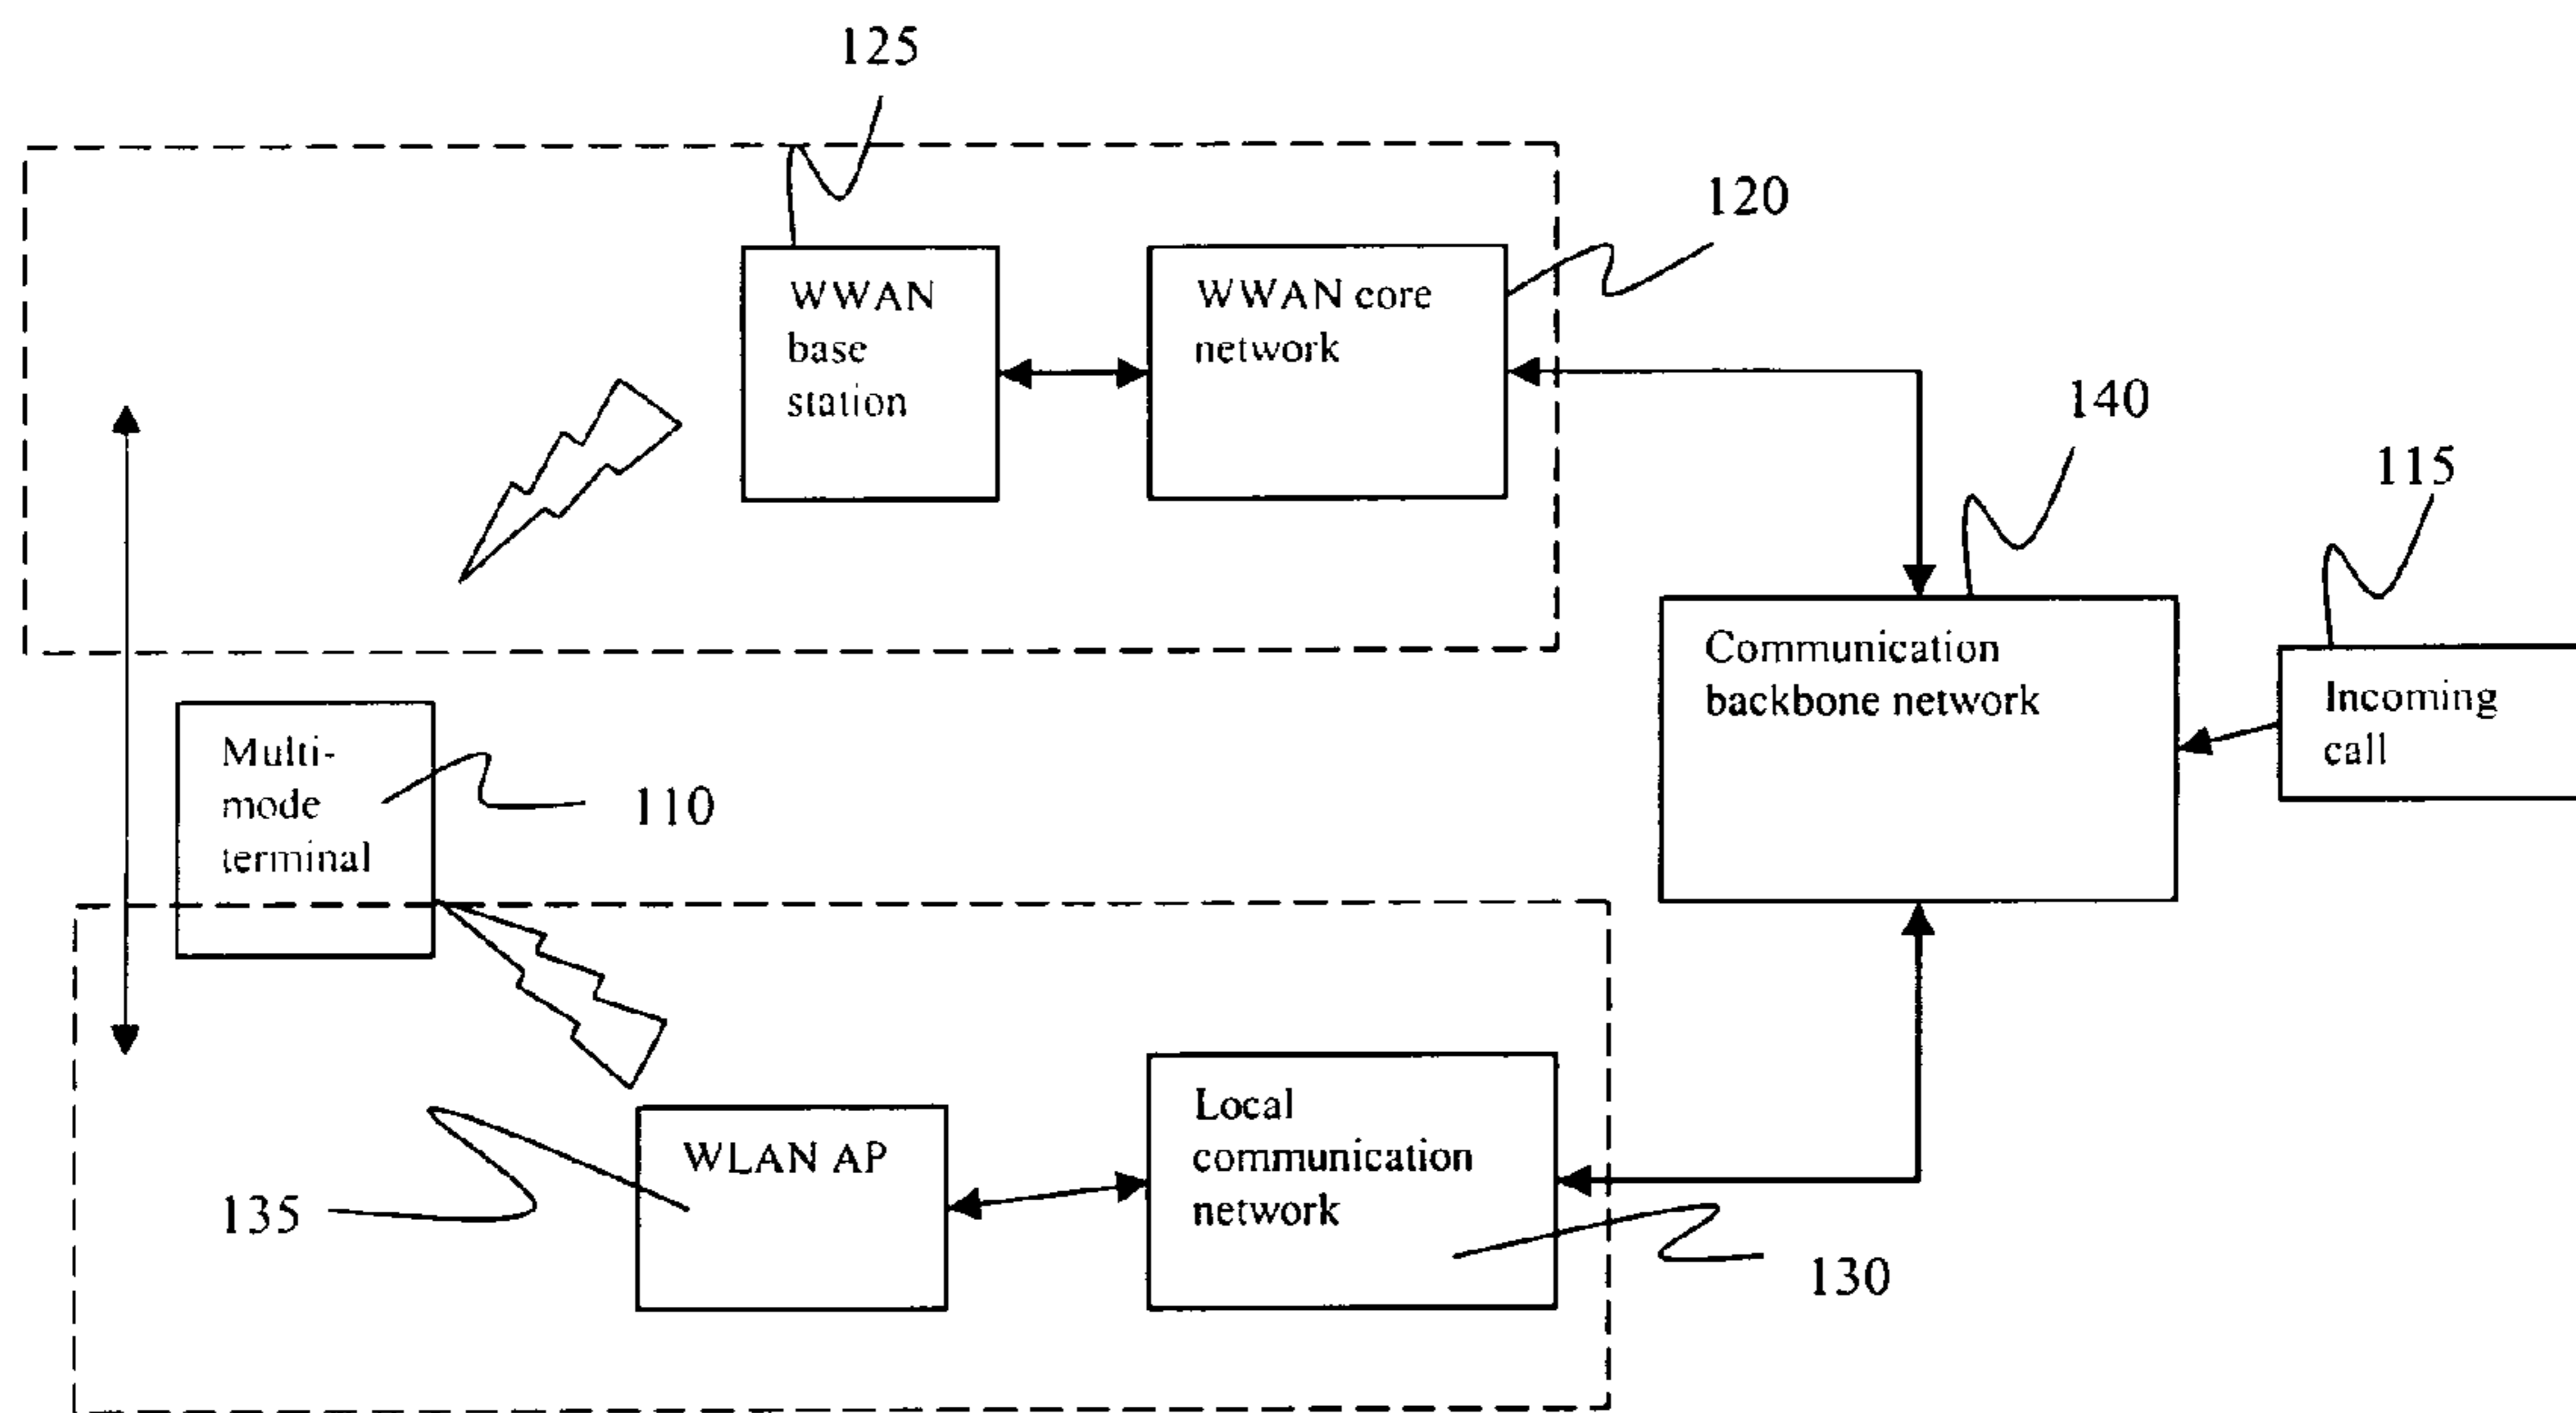 125
120
WWAN
base
station
WWAN core
network
140
115
Communication
backbone network
Incoming
call
Multi-
mode
terminal
110
WLAN AP
135
Local
communication
network
130